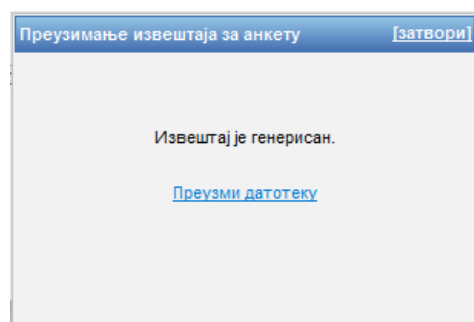 Преузимање извештаја за анкету [затвори]
Извештај је генерисан.
Преузми датотеку